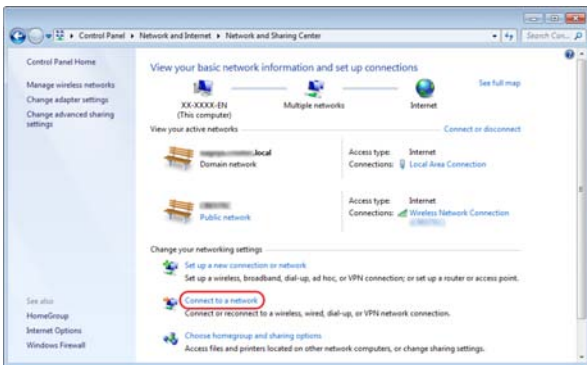 Control Panel ▸ Network and Internet ▸ Network and Sharing Center
Search Con...
Control Panel Home
Manage wireless networks
Change adapter settings
Change advanced sharing
settings
See also
HomeGroup
Internet Options
Windows Firewall
View your basic network information and set up connections
See full map
XX-XXXX-EN
(This computer)
Multiple networks
Internet
View your active networks
Connect or disconnect
.local
Domain network
Access type: Internet
Connections: Local Area Connection
Public network
Access type: Internet
Connections: Wireless Network Connection
Change your networking settings
Set up a new connection or network
Set up a wireless, broadband, dial-up, ad hoc, or VPN connection; or set up a router or access point.
Connect to a network
Connect or reconnect to a wireless, wired, dial-up, or VPN network connection.
Choose homegroup and sharing options
Access files and printers located on other network computers, or change sharing settings.